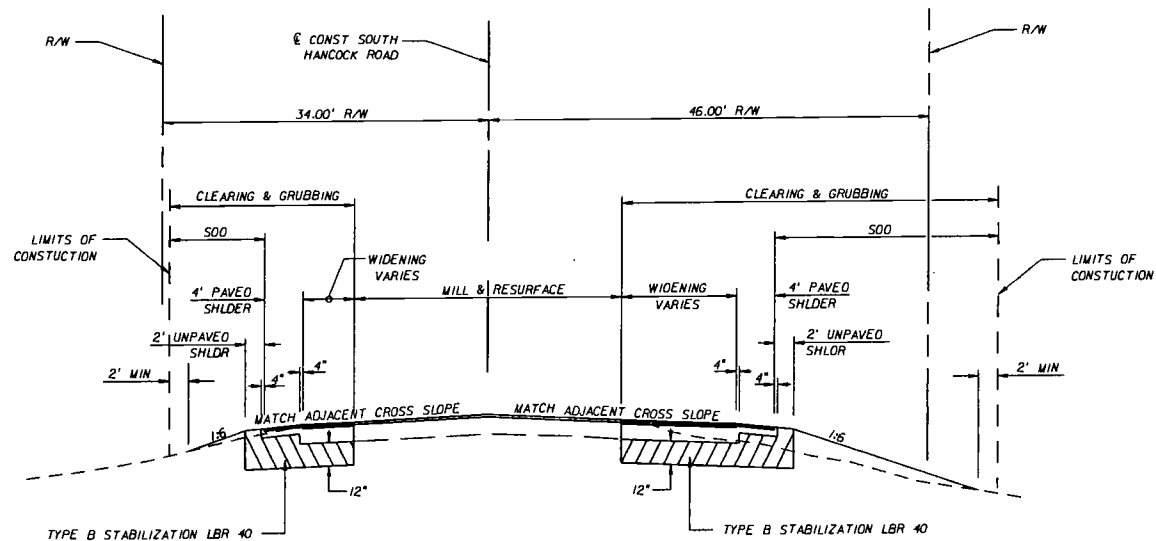 R/W
℄ CONST SOUTH
HANCOCK ROAD
R/W
34.00' R/W
46.00' R/W
CLEARING & GRUBBING
CLEARING & GRUBBING
SOD
SOD
LIMITS OF
CONSTUCTION
WIDENING
VARIES
LIMITS OF
CONSTUCTION
4' PAVED
SHLDER
MILL & RESURFACE
WIDENING
VARIES
4' PAVED
SHLDER
2' UNPAVED
SHLDR
2' UNPAVED
SHLDR
2' MIN
4"
4"
4"
4"
2' MIN
MATCH ADJACENT CROSS SLOPE
MATCH ADJACENT CROSS SLOPE
1:6
1:6
12"
12"
TYPE B STABILIZATION LBR 40
TYPE B STABILIZATION LBR 40